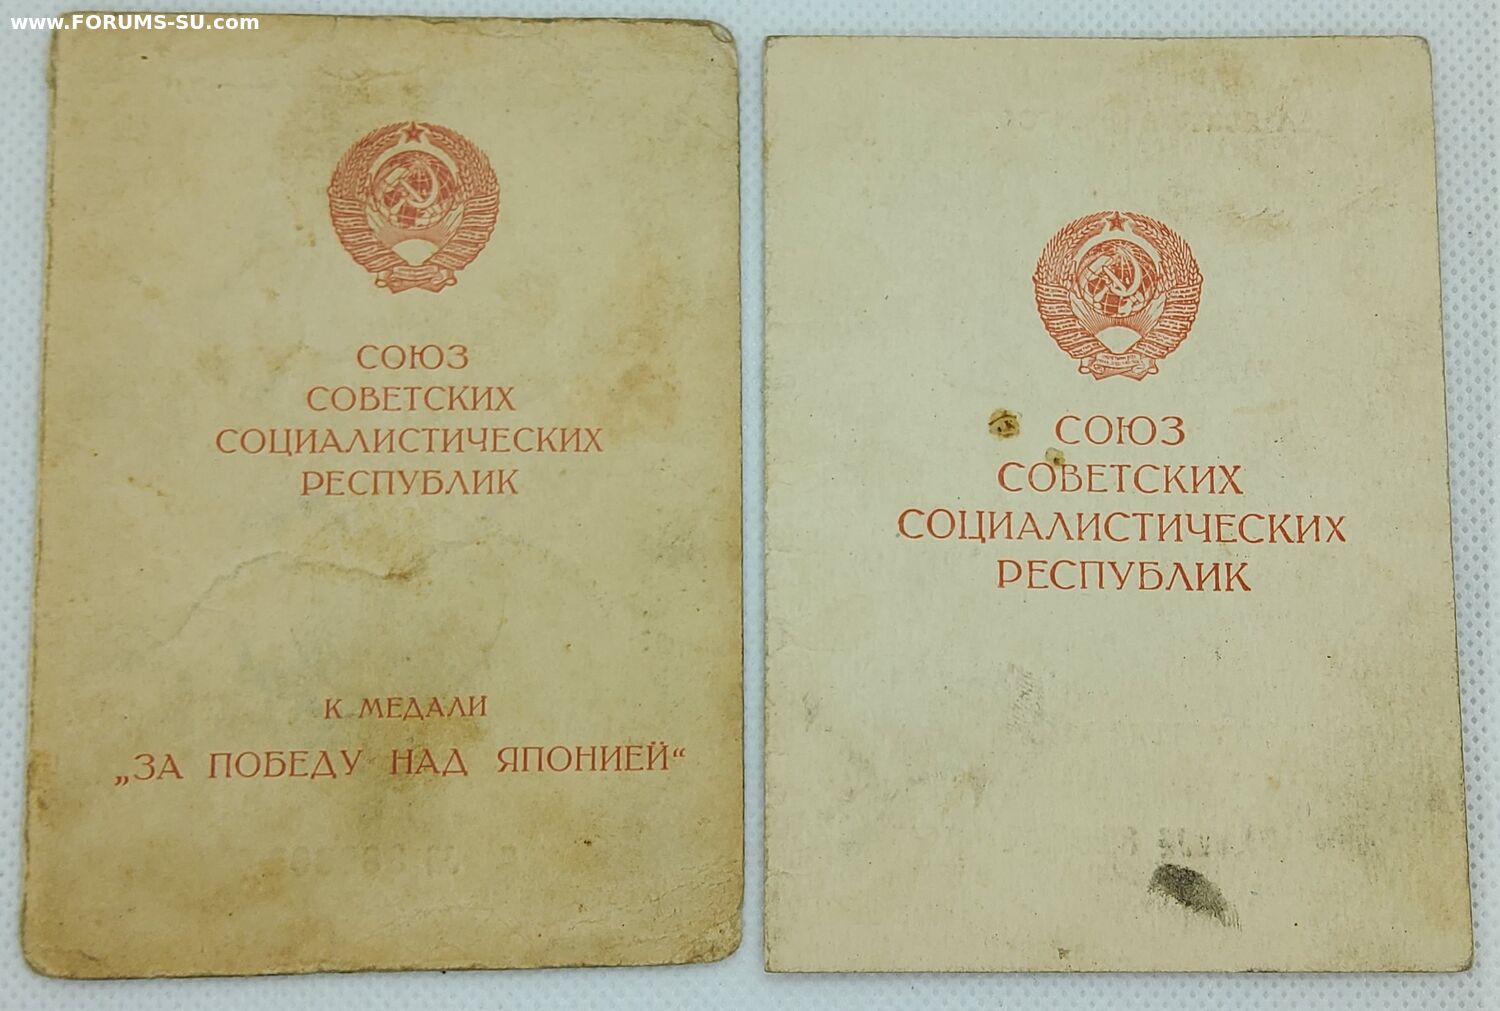 www.FORUMS-SU.com
СОЮЗ
СОВЕТСКИХ
СОЦИАЛИСТИЧЕСКИХ
РЕСПУБЛИК
К МЕДАЛИ
„ЗА ПОБЕДУ НАД ЯПОНИЕЙ“
СОЮЗ
СОВЕТСКИХ
СОЦИАЛИСТИЧЕСКИХ
РЕСПУБЛИК